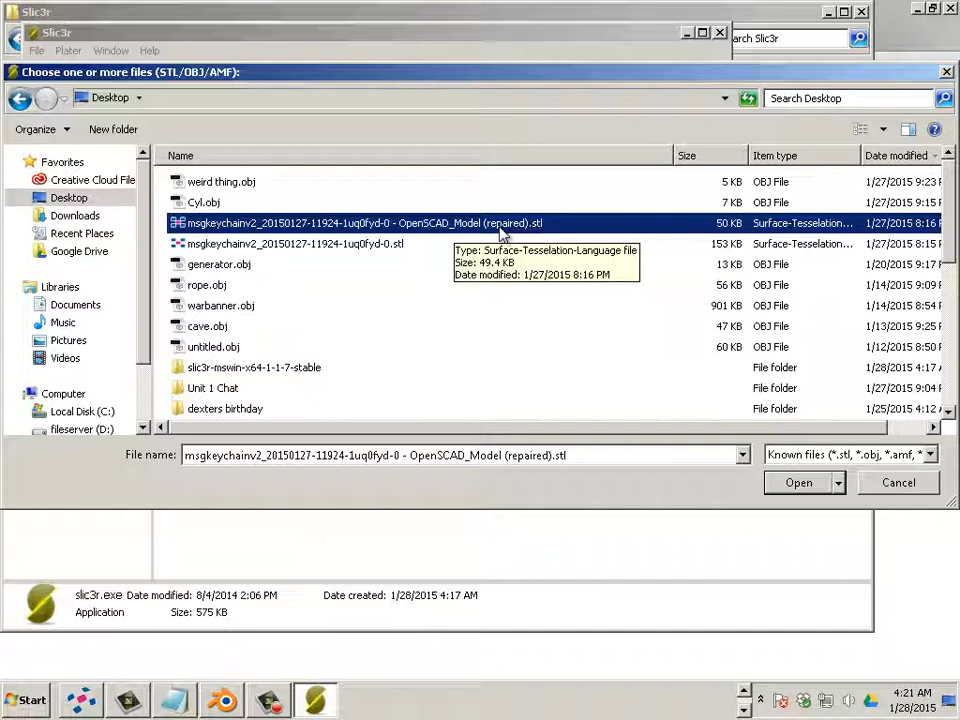 Slic3r
Slic3r
File Plater Window Help
arch Slic3r
Choose one or more files (STL/OBJ/AMF):
Desktop
Search Desktop
Organize New folder
Name Size Item type Date modified
Favorites
Creative Cloud File
Desktop
Downloads
Recent Places
Google Drive
Libraries
Documents
Music
Pictures
Videos
Computer
Local Disk (C:)
fileserver (D:)
weird thing.obj 5 KB OBJ File 1/27/2015 9:23
Cyl.obj 7 KB OBJ File 1/27/2015 9:15
msgkeychainv2_20150127-11924-1uq0fyd-0 - OpenSCAD_Model (repaired).stl 50 KB Surface-Tesselation... 1/27/2015 8:16
msgkeychainv2_20150127-11924-1uq0fyd-0.stl 153 KB Surface-Tesselation... 1/27/2015 8:16
generator.obj 13 KB OBJ File 1/20/2015 9:44
rope.obj 56 KB OBJ File 1/14/2015 9:09
warbanner.obj 901 KB OBJ File 1/14/2015 8:54
cave.obj 47 KB OBJ File 1/13/2015 9:25
untitled.obj 60 KB OBJ File 1/12/2015 8:50
slic3r-mswin-x64-1-1-7-stable File folder 1/28/2015 4:17
Unit 1 Chat File folder 1/27/2015 9:04
dexters birthday File folder 1/25/2015 4:12
Type: Surface-Tesselation-Language file
Size: 49.4 KB
Date modified: 1/27/2015 8:16 PM
File name: msgkeychainv2_20150127-11924-1uq0fyd-0 - OpenSCAD_Model (repaired).stl
Known files (*.stl, *.obj, *.amf, *
Open Cancel
slic3r.exe Date modified: 8/4/2014 2:06 PM Date created: 1/28/2015 4:17 AM
Application Size: 575 KB
Start
4:21 AM
1/28/2015